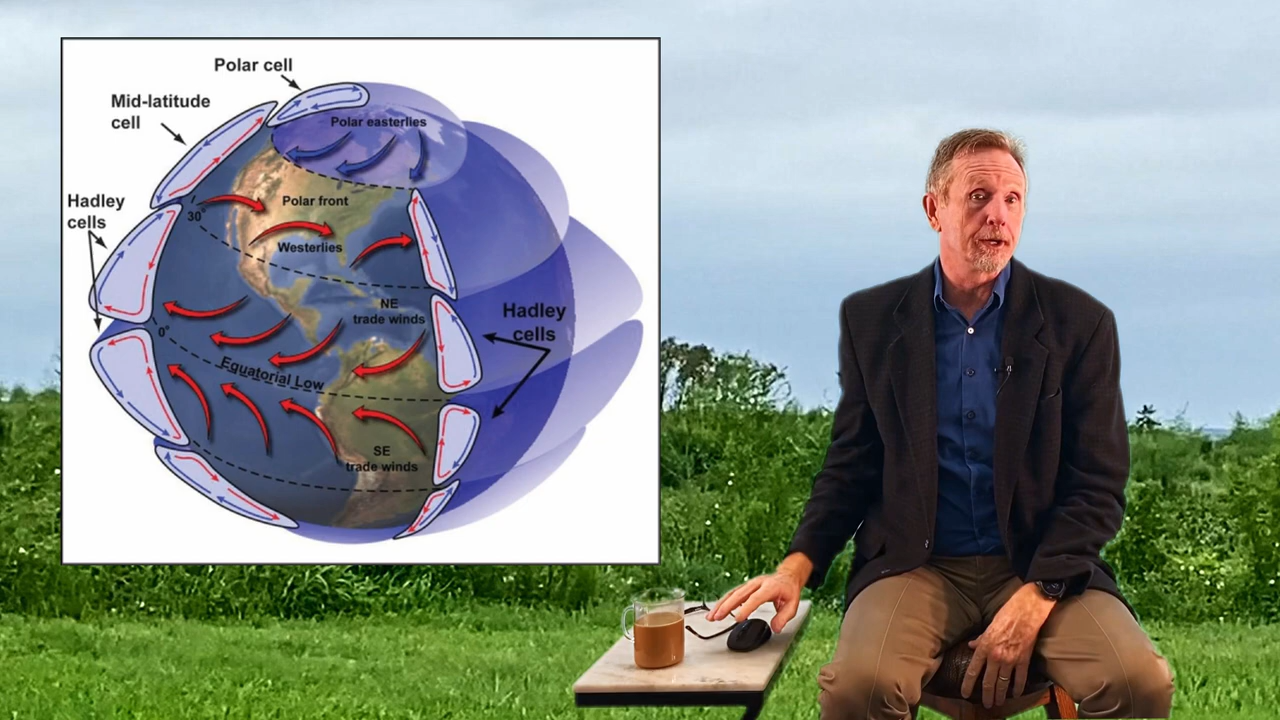 Polar cell
Mid-latitude
cell
Polar easterlies
Hadley
cells
30°
Polar front
Westerlies
NE
trade winds
Hadley
cells
0°
Equatorial Low
SE
trade winds